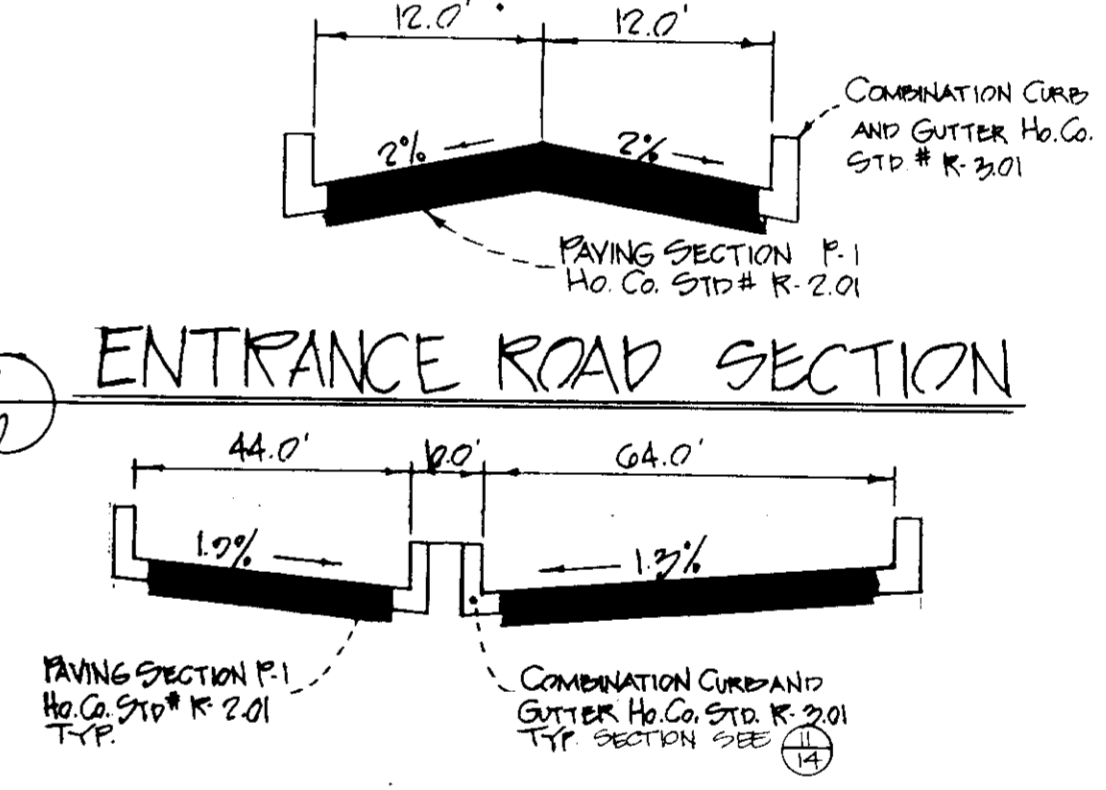 12.0' 12.0'
2% 2%
COMBINATION CURB
AND GUTTER HO.CO.
STD. # R-3.01
PAVING SECTION P-1
HO. CO. STD # R-2.01
ENTRANCE ROAD SECTION
44.0' 64.0'
1.3%
PAVING SECTION P-1
HO.CO. STD # R-2.01
TYP.
COMBINATION CURB AND
GUTTER HO.CO. STD. R-3.01
TYP. SECTION SEE 11
14